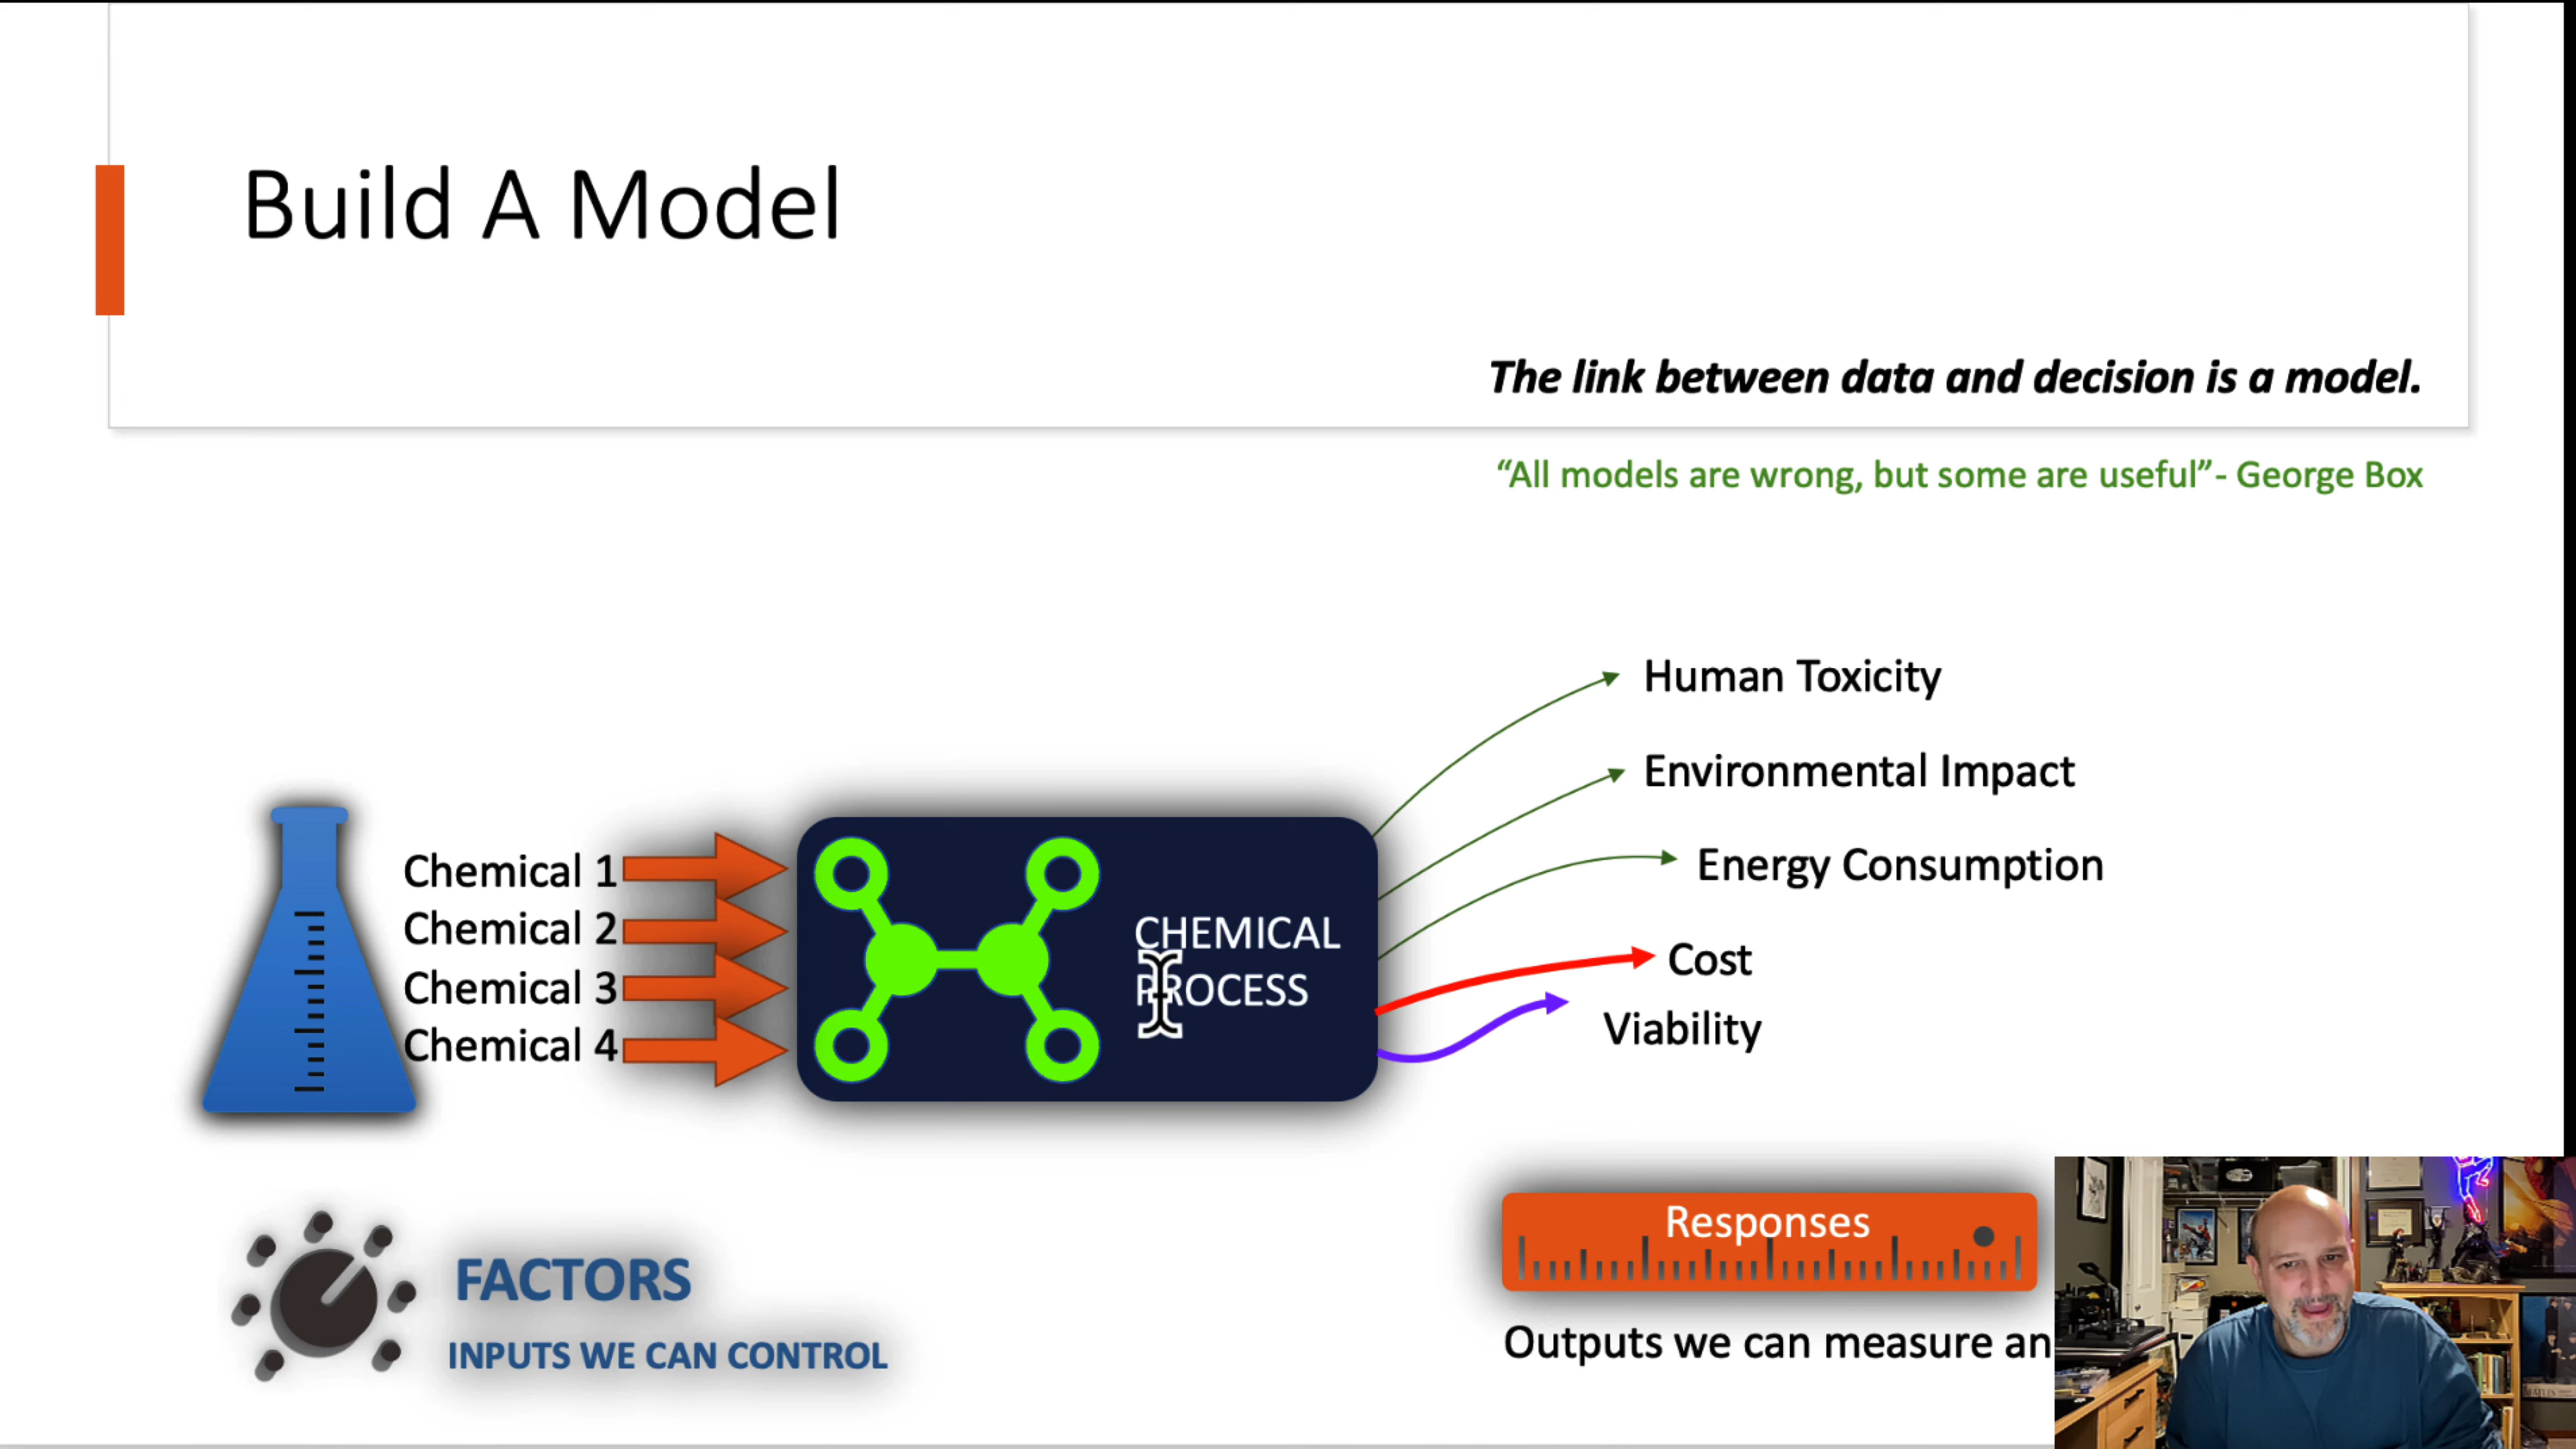 Build A Model
The link between data and decision is a model.
“All models are wrong, but some are useful”- George Box
Human Toxicity
Environmental Impact
Energy Consumption
Cost
Viability
Chemical 1
Chemical 2
Chemical 3
Chemical 4
CHEMICAL
PROCESS
FACTORS
INPUTS WE CAN CONTROL
Responses
Outputs we can measure an